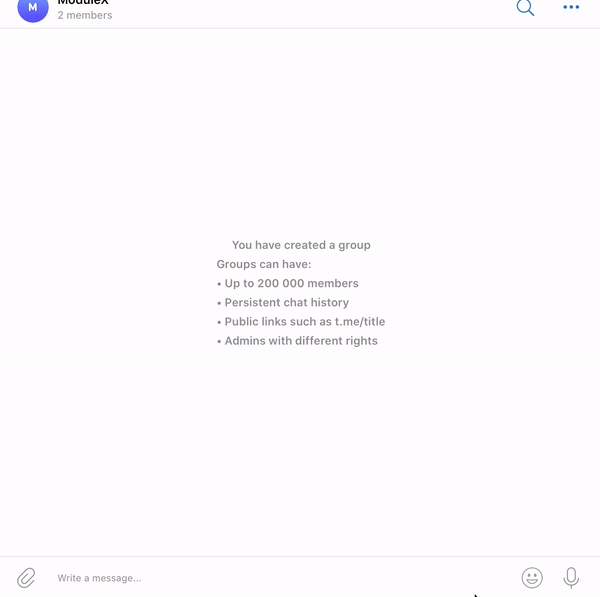 M
ModuleX
2 members
You have created a group
Groups can have:
• Up to 200 000 members
• Persistent chat history
• Public links such as t.me/title
• Admins with different rights
Write a message...